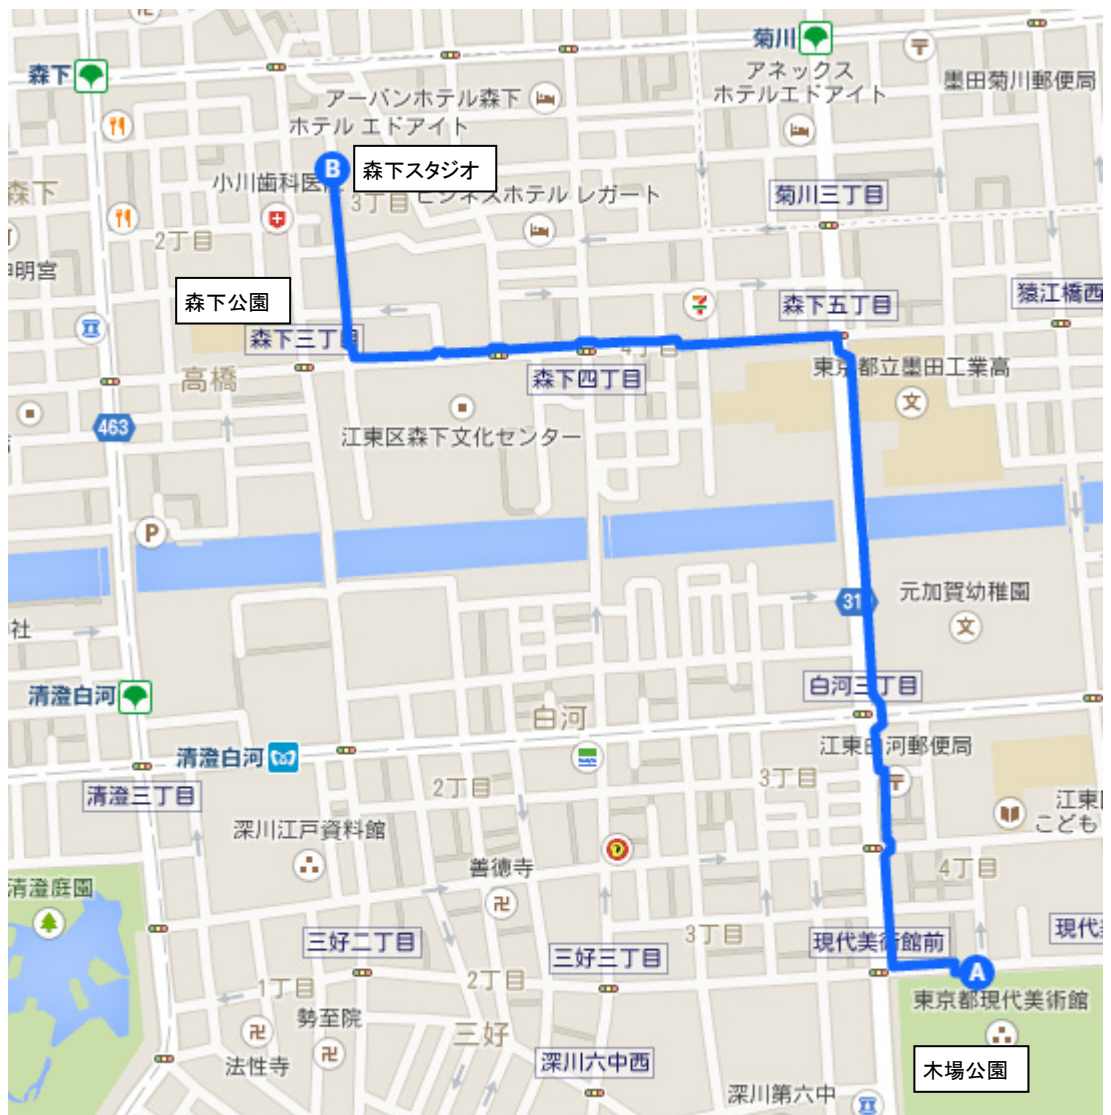 菊川
森下
アネックス
ホテルエドアイト
墨田菊川郵便局
アーバンホテル森下
ホテル エドアイト
B
森下スタジオ
小川歯科医院
3丁目
ビジネスホテル レガート
菊川三丁目
森下
2丁目
明宮
森下公園
森下三丁目
森下五丁目
猿江橋西
4丁目
高橋
森下四丁目
東京都立墨田工業高
文
463
江東区森下文化センター
P
元加賀幼稚園
文
31
社
清澄白河
白河三丁目
白河
清澄白河
江東白河郵便局
清澄三丁目
2丁目
3丁目
江東
こども
深川江戸資料館
善徳寺
4丁目
清澄庭園
三好二丁目
三好三丁目
3丁目
現代美術館前
現代
A
1丁目
2丁目
東京都現代美術館
勢至院
三好
法性寺
深川六中西
木場公園
深川第六中